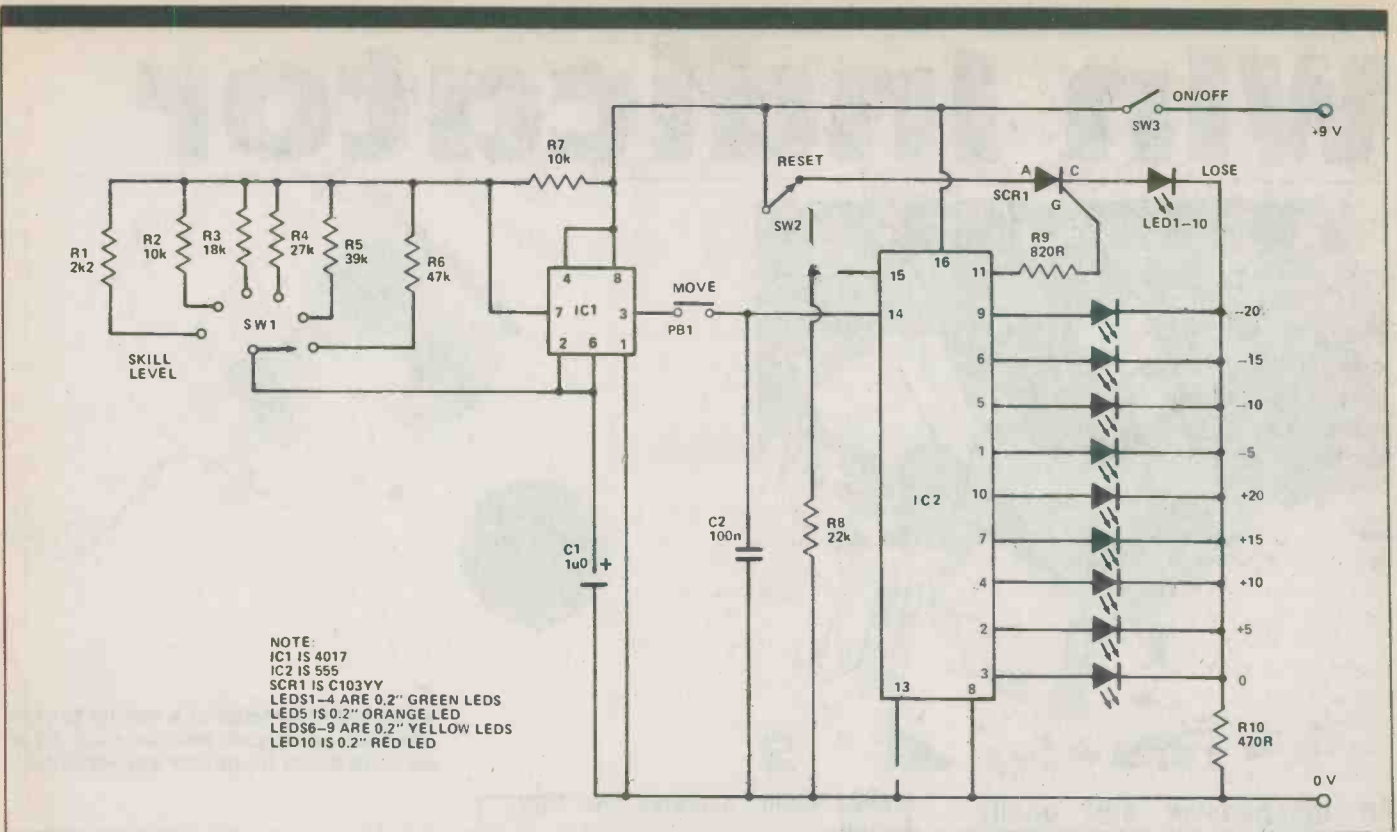 ON/OFF
SW3
+9 V
R7
10k
RESET
SW2
A
C
G
SCR1
LOSE
LED1-10
R1
2k2
R2
10k
R3
18k
R4
27k
R5
39k
R6
47k
SW1
SKILL
LEVEL
4
8
7
IC1
3
2
6
1
MOVE
PB1
R9
820R
16
15
14
11
9
6
5
1
10
7
4
2
3
13
8
IC2
-20
-15
-10
-5
+20
+15
+10
+5
0
C1
1u0
+
C2
100n
R8
22k
R10
470R
0 V
NOTE:
IC1 IS 4017
IC2 IS 555
SCR1 IS C103YY
LEDS1-4 ARE 0.2" GREEN LEDS
LED5 IS 0.2" ORANGE LED
LEDS6-9 ARE 0.2" YELLOW LEDS
LED10 IS 0.2" RED LED